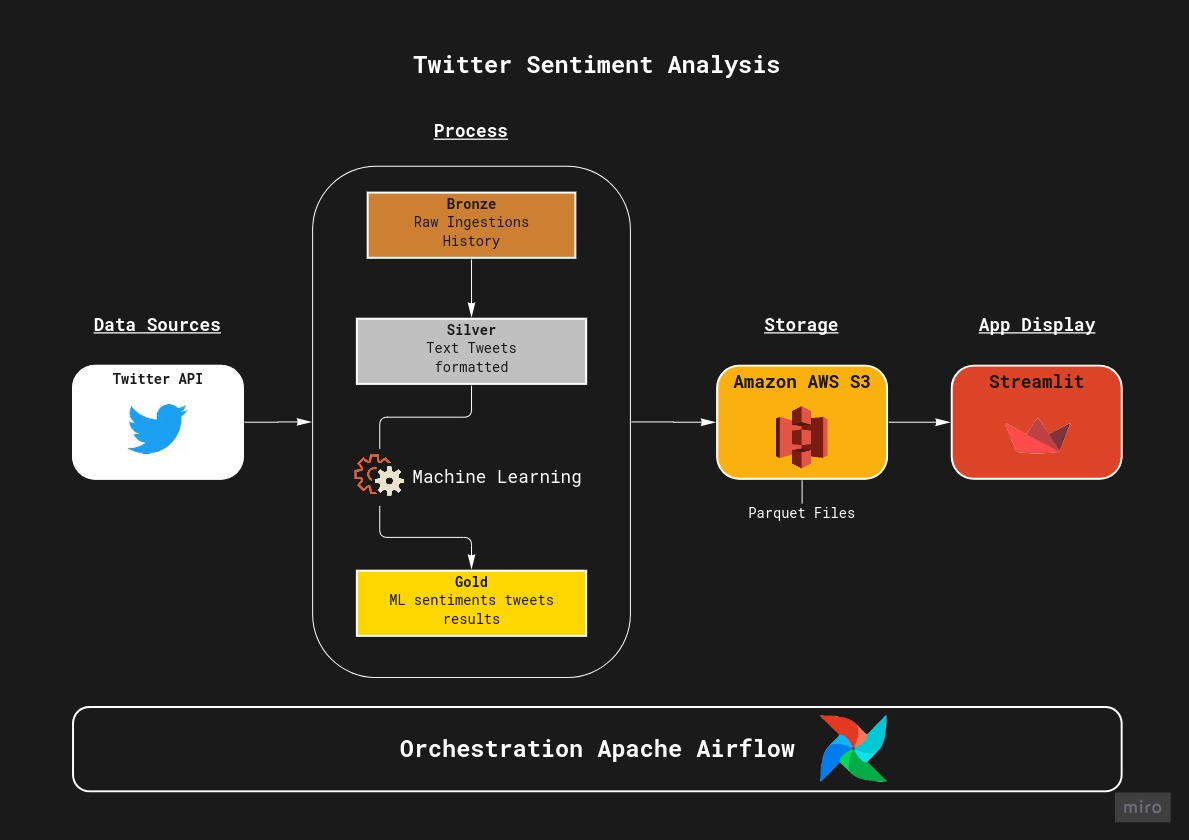 Twitter Sentiment Analysis
Process
Bronze
Raw Ingestions
History
Silver
Text Tweets
formatted
Machine Learning
Gold
ML sentiments tweets
results
Data Sources
Twitter API
Storage
Amazon AWS S3
Parquet Files
App Display
Streamlit
Orchestration Apache Airflow
miro